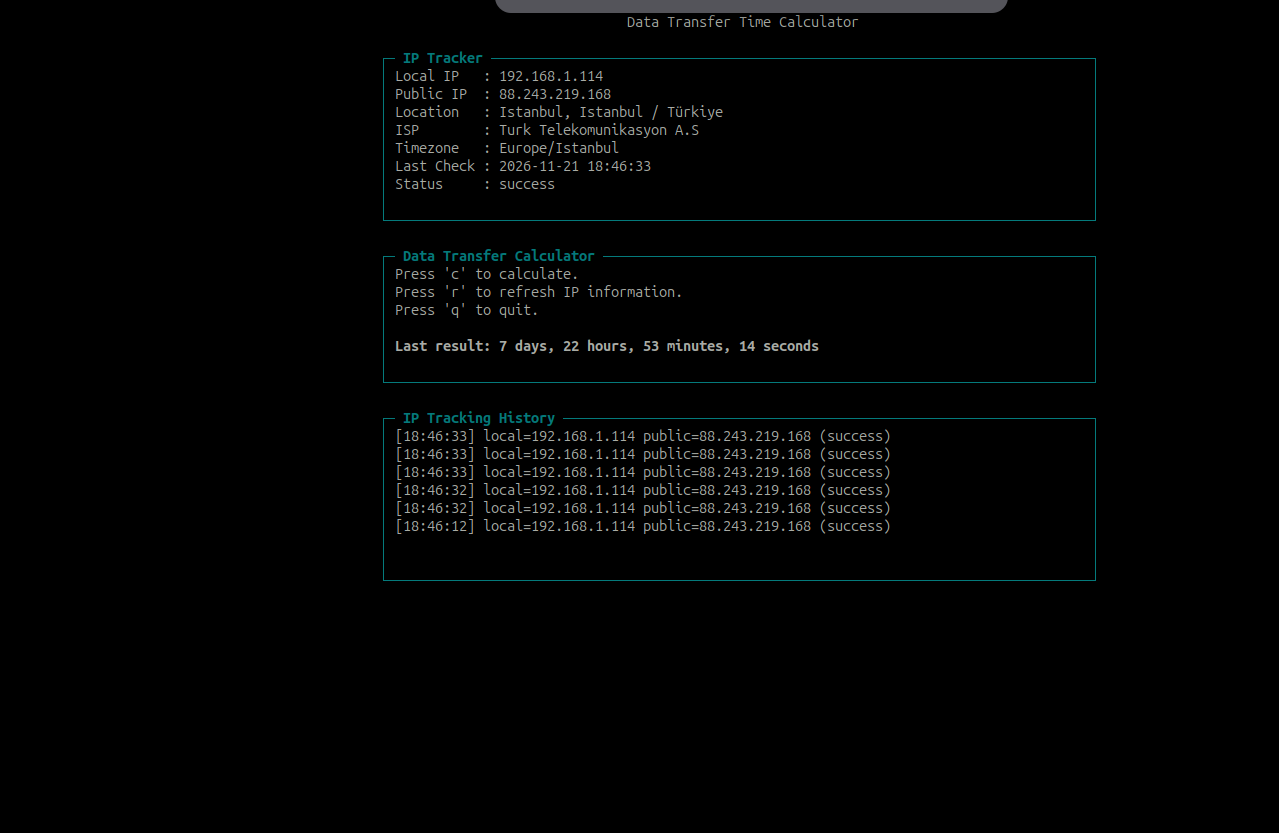 Data Transfer Time Calculator
IP Tracker
Local IP   : 192.168.1.114
Public IP  : 88.243.219.168
Location   : Istanbul, Istanbul / Türkiye
ISP        : Turk Telekomunikasyon A.S
Timezone   : Europe/Istanbul
Last Check : 2026-11-21 18:46:33
Status     : success
Data Transfer Calculator
Press 'c' to calculate.
Press 'r' to refresh IP information.
Press 'q' to quit.
Last result: 7 days, 22 hours, 53 minutes, 14 seconds
IP Tracking History
[18:46:33] local=192.168.1.114 public=88.243.219.168 (success)
[18:46:33] local=192.168.1.114 public=88.243.219.168 (success)
[18:46:33] local=192.168.1.114 public=88.243.219.168 (success)
[18:46:32] local=192.168.1.114 public=88.243.219.168 (success)
[18:46:32] local=192.168.1.114 public=88.243.219.168 (success)
[18:46:12] local=192.168.1.114 public=88.243.219.168 (success)